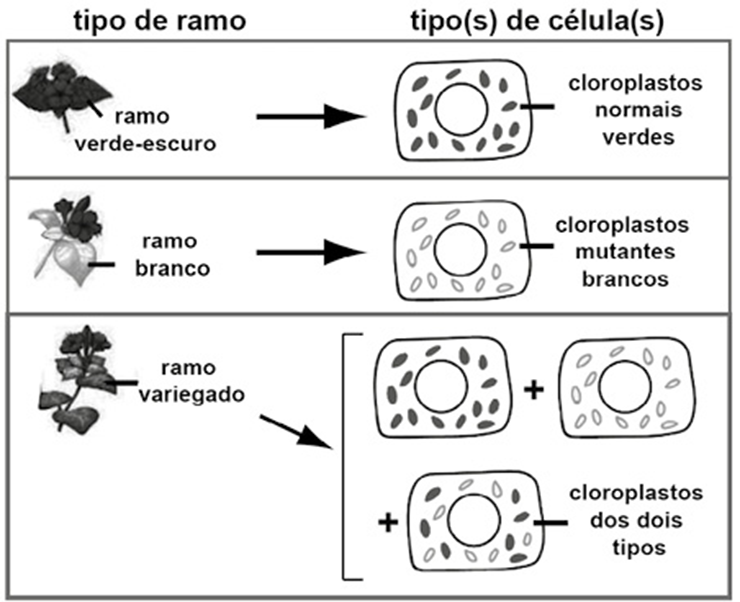 tipo de ramo
tipo(s) de célula(s)
ramo
verde-escuro
cloroplastos
normais
verdes
ramo
branco
cloroplastos
mutantes
brancos
ramo
variegado
+
+
cloroplastos
dos dois
tipos